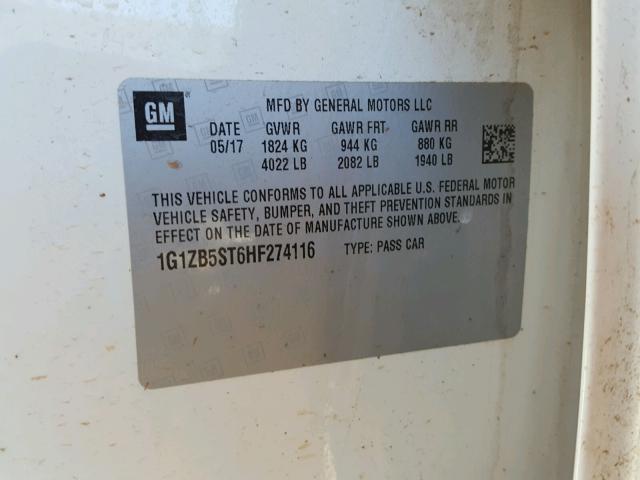 GM
MFD BY GENERAL MOTORS LLC
DATE GVWR GAWR FRT GAWR RR
05/17 1824 KG 944 KG 880 KG
4022 LB 2082 LB 1940 LB
THIS VEHICLE CONFORMS TO ALL APPLICABLE U.S. FEDERAL MOTOR
VEHICLE SAFETY, BUMPER, AND THEFT PREVENTION STANDARDS IN
EFFECT ON THE DATE OF MANUFACTURE SHOWN ABOVE.
1G1ZB5ST6HF274116 TYPE: PASS CAR